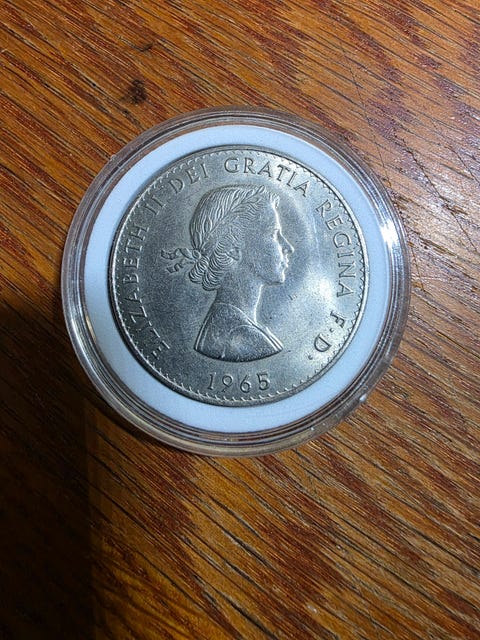 ELIZABETH II DEI GRATIA REGINA F. D.
1965